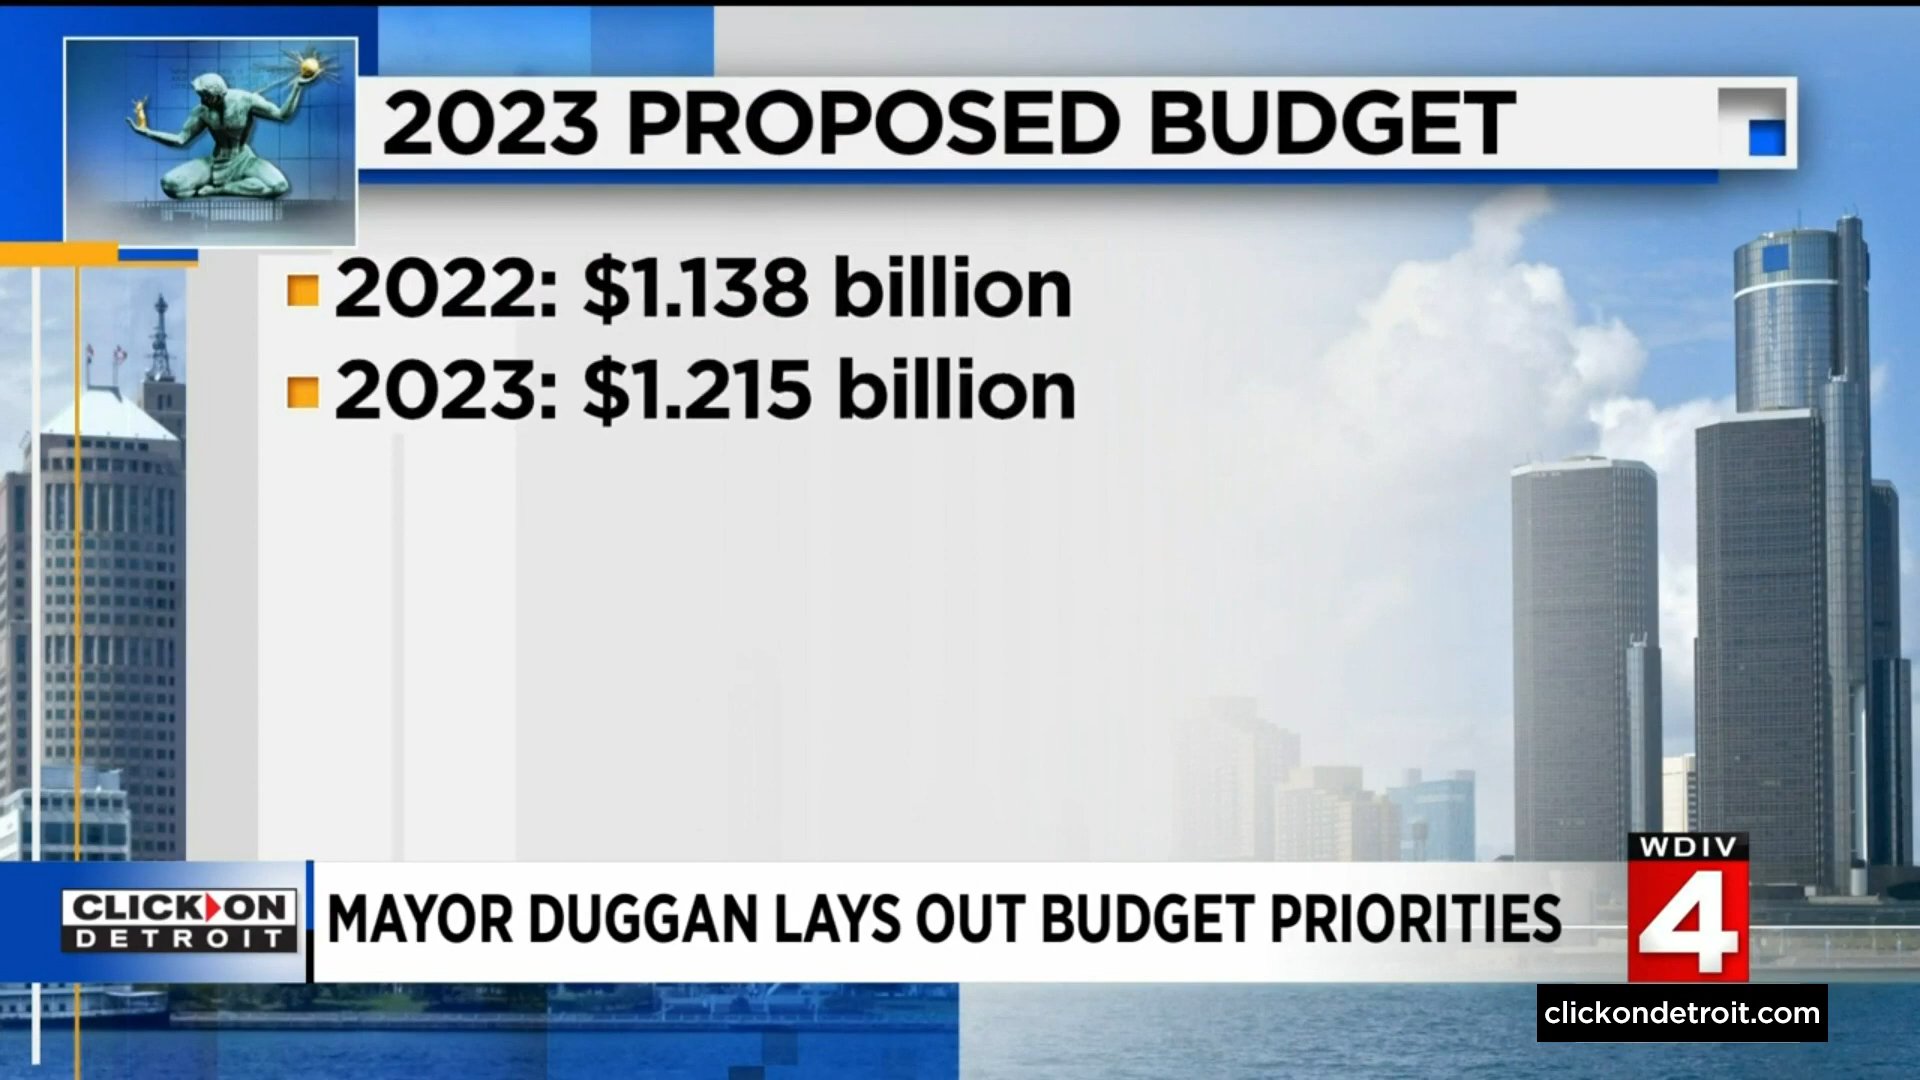 2023 PROPOSED BUDGET
2022: $1.138 billion
2023: $1.215 billion
WDIV
4
CLICK ON
DETROIT
MAYOR DUGGAN LAYS OUT BUDGET PRIORITIES
clickondetroit.com